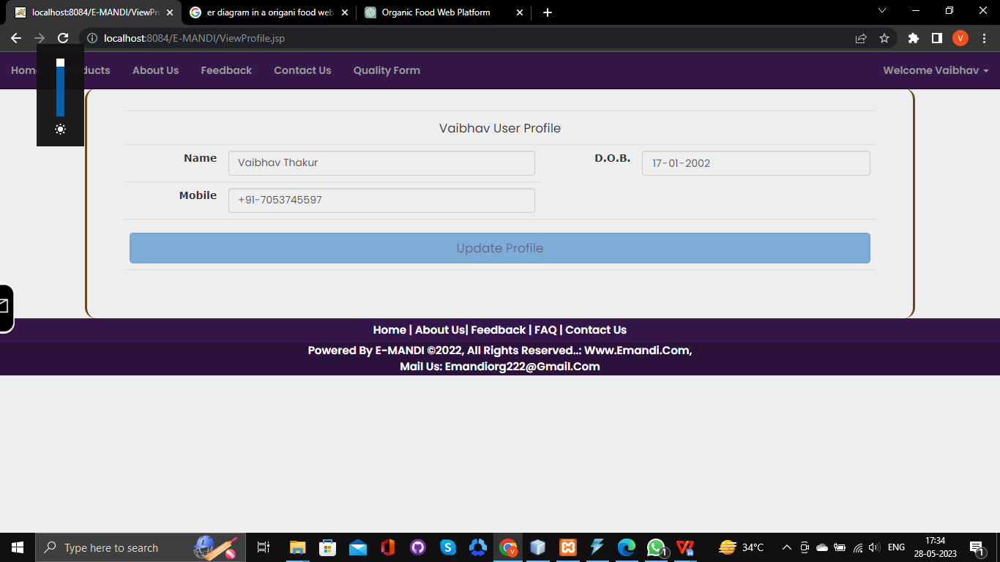 localhost:8084/E-MANDI/ViewPr
er diagram in a origani food web
Organic Food Web Platform
localhost:8084/E-MANDI/ViewProfile.jsp
V
Home Products About Us Feedback Contact Us Quality Form Welcome Vaibhav
Vaibhav User Profile
Name Vaibhav Thakur D.O.B. 17-01-2002
Mobile +91-7053745597
Update Profile
Home | About Us| Feedback | FAQ | Contact Us
Powered By E-MANDI ©2022, All Rights Reserved..: Www.Emandi.Com,
Mail Us: Emandiorg222@Gmail.Com
Type here to search
34°C
ENG
17:34
28-05-2023